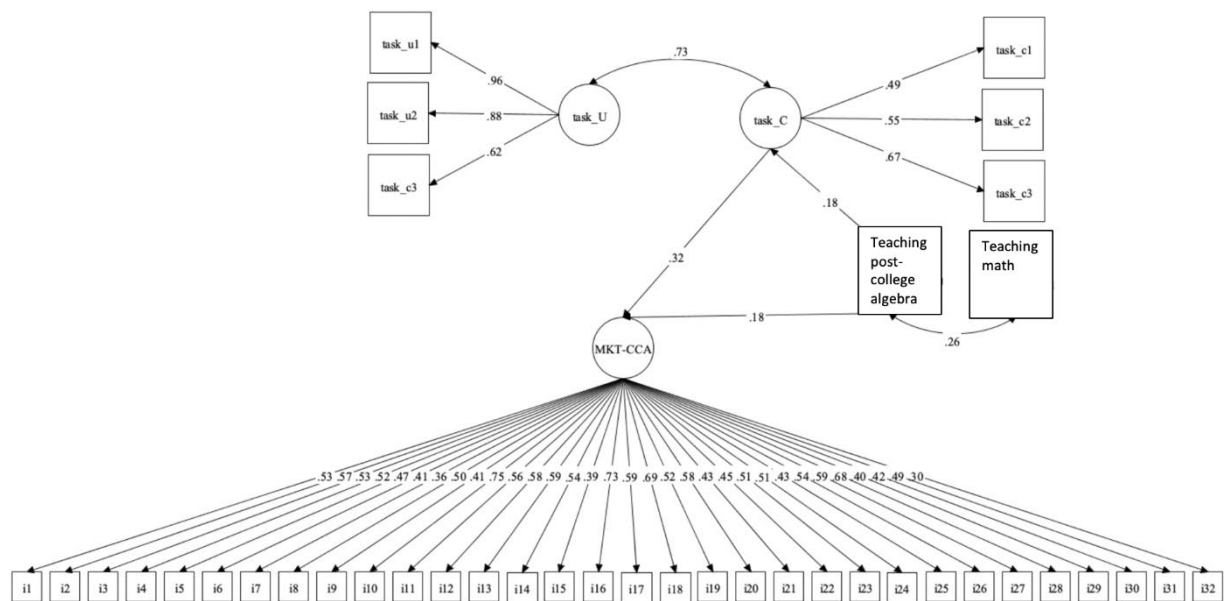 task_u1
task_u2
task_c3
.96
.88
.62
task_U
.73
task_C
.49
.55
.67
task_c1
task_c2
task_c3
.18
Teaching
post-
college
algebra
Teaching
math
.32
.18
.26
MKT-CCA
.53 .57 .53 .52 .47 .41 .36 .50 .41 .75 .56 .58 .59 .54 .39 .73 .59 .69 .52 .58 .43 .45 .51 .51 .43 .54 .59 .68 .40 .42 .49 .30
i1 i2 i3 i4 i5 i6 i7 i8 i9 i10 i11 i12 i13 i14 i15 i16 i17 i18 i19 i20 i21 i22 i23 i24 i25 i26 i27 i28 i29 i30 i31 i32